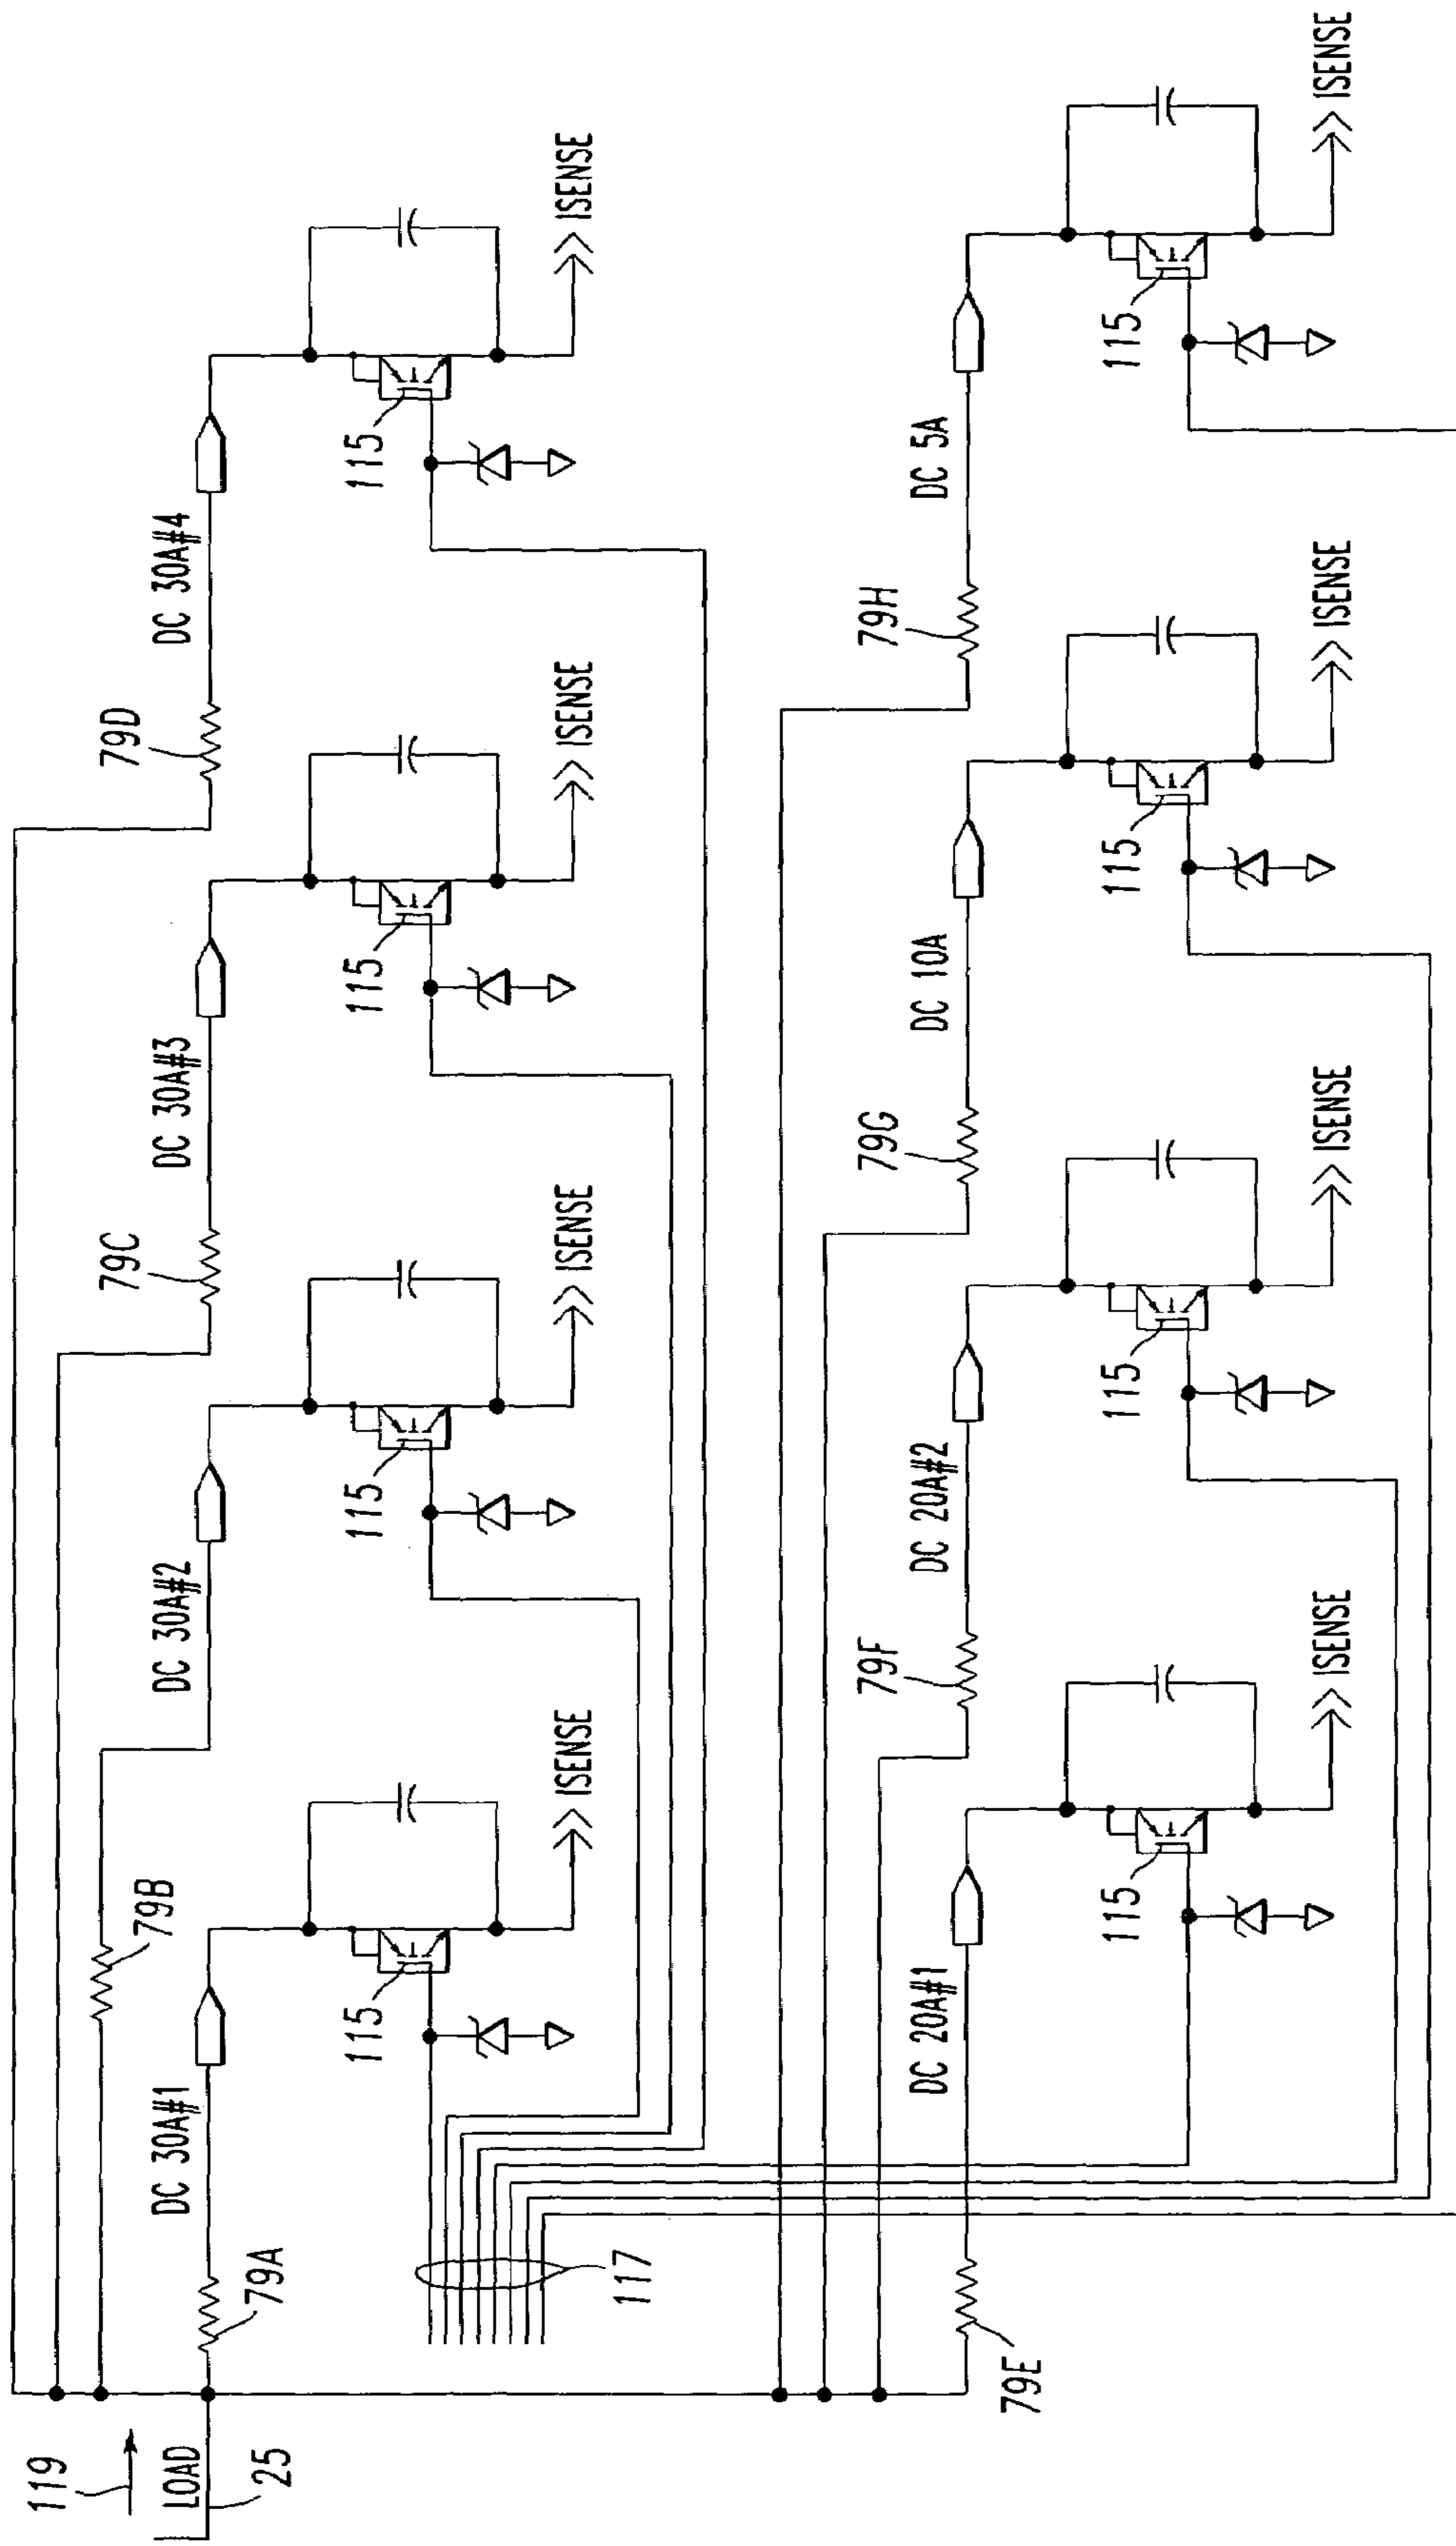 119
LOAD
25
79A
DC 30A#1
115
ISENSE
79B
DC 30A#2
115
ISENSE
79C
DC 30A#3
115
ISENSE
79D
DC 30A#4
115
ISENSE
117
79E
DC 20A#1
115
ISENSE
79F
DC 20A#2
115
ISENSE
79G
DC 10A
115
ISENSE
79H
DC 5A
115
ISENSE